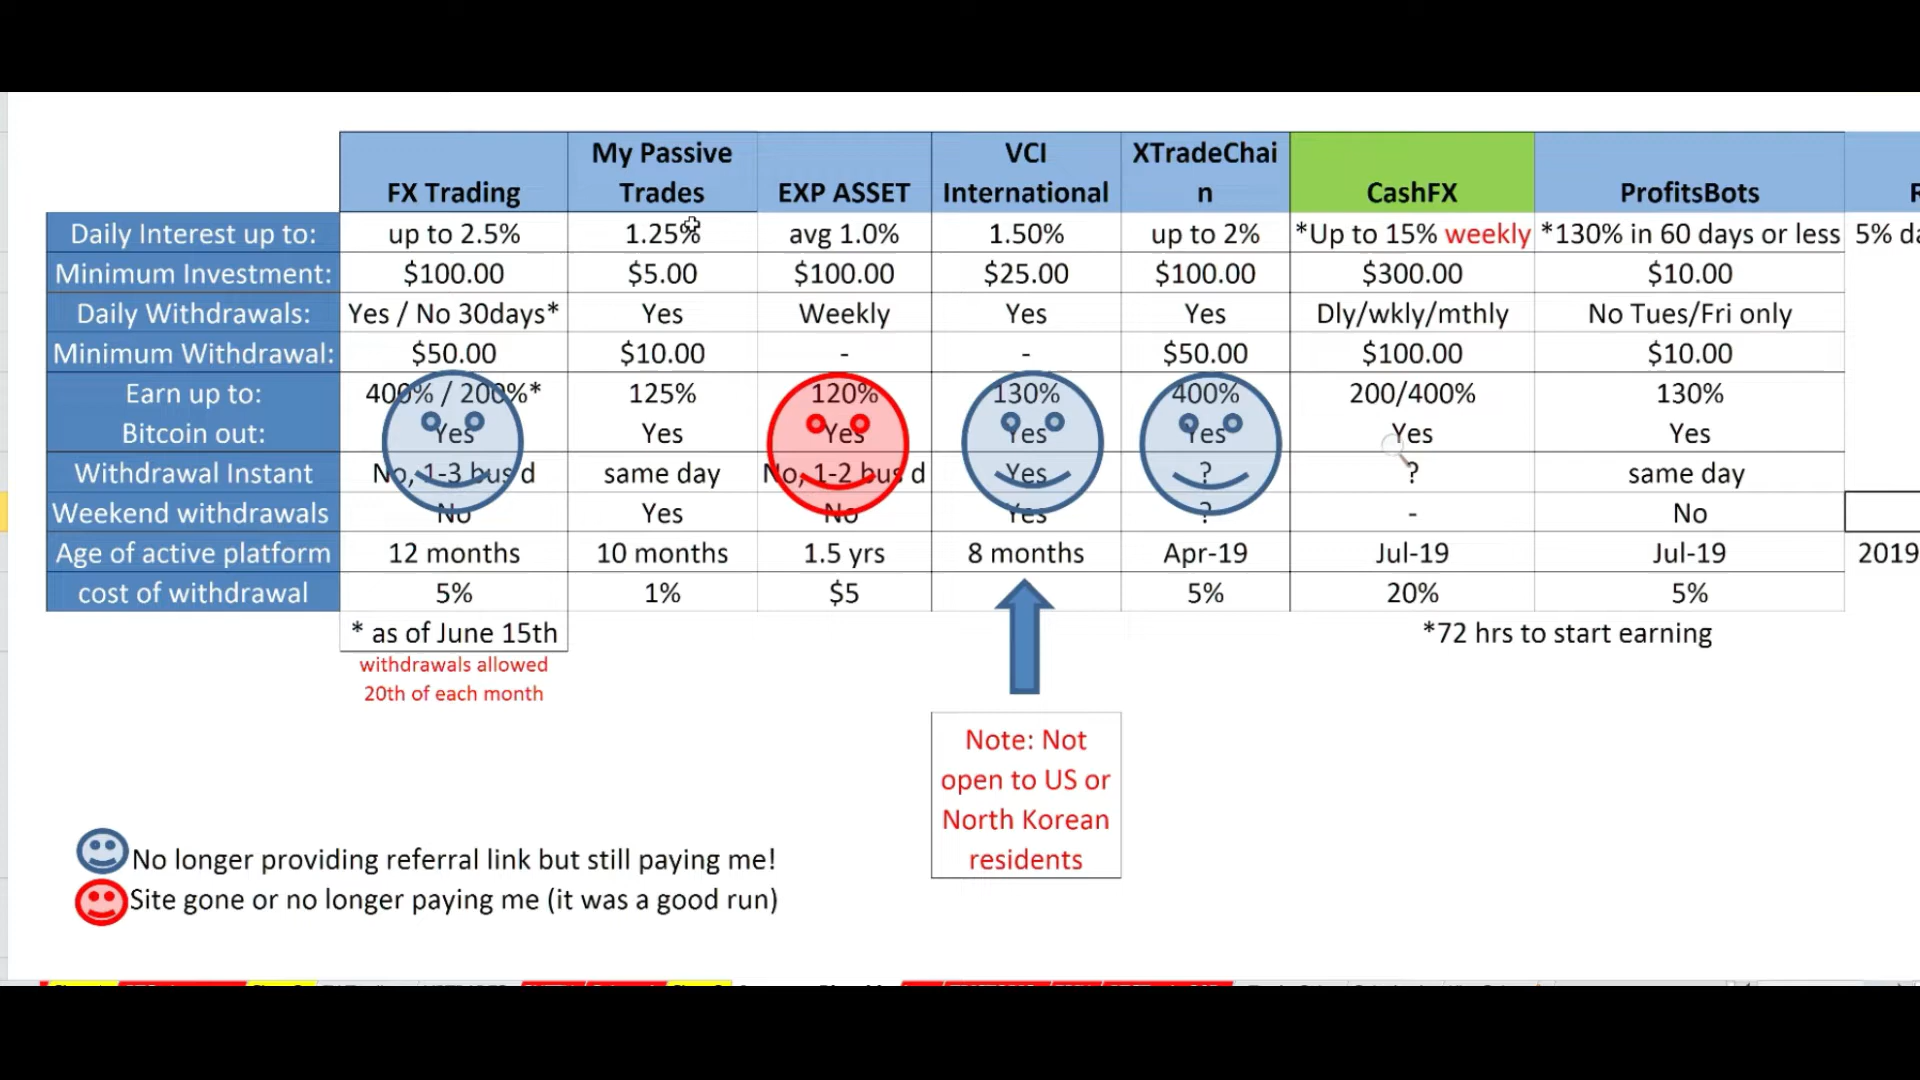 My Passive VCI XTradeChai
FX Trading Trades EXP ASSET International n CashFX ProfitsBots
Daily Interest up to: up to 2.5% 1.25% avg 1.0% 1.50% up to 2% *Up to 15% weekly *130% in 60 days or less 5%
Minimum Investment: $100.00 $5.00 $100.00 $25.00 $100.00 $300.00 $10.00
Daily Withdrawals: Yes / No 30days* Yes Weekly Yes Yes Dly/wkly/mthly No Tues/Fri only
Minimum Withdrawal: $50.00 $10.00 - - $50.00 $100.00 $10.00
Earn up to: 400% / 200%* 125% 120% 130% 400% 200/400% 130%
Bitcoin out: Yes Yes Yes Yes Yes Yes Yes
Withdrawal Instant No, 1-3 bus d same day No, 1-2 bus d Yes ? ? same day
Weekend withdrawals No Yes No Yes ? - No
Age of active platform 12 months 10 months 1.5 yrs 8 months Apr-19 Jul-19 Jul-19 2019
cost of withdrawal 5% 1% $5 5% 20% 5%
* as of June 15th *72 hrs to start earning
withdrawals allowed
20th of each month
Note: Not
open to US or
North Korean
residents
No longer providing referral link but still paying me!
Site gone or no longer paying me (it was a good run)